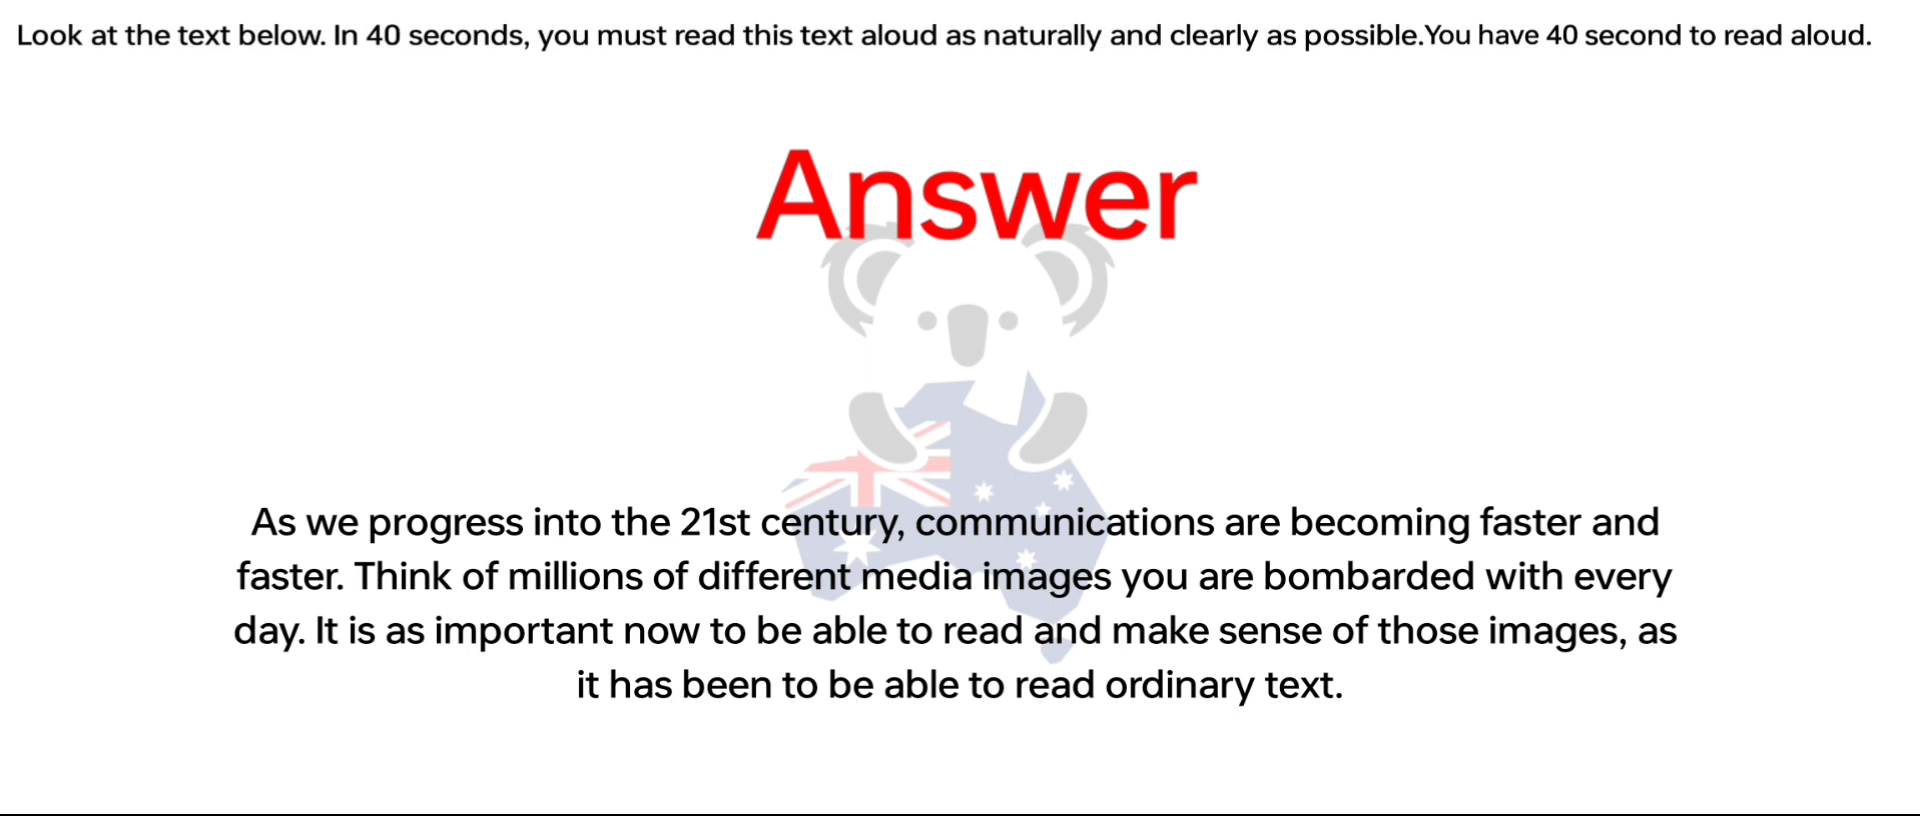 Look at the text below. In 40 seconds, you must read this text aloud as naturally and clearly as possible.You have 40 second to read aloud.
Answer
As we progress into the 21st century, communications are becoming faster and
faster. Think of millions of different media images you are bombarded with every
day. It is as important now to be able to read and make sense of those images, as
it has been to be able to read ordinary text.